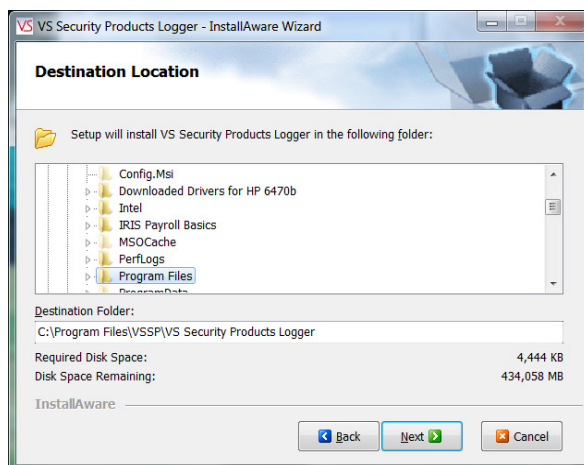 VS VS Security Products Logger - InstallAware Wizard
Destination Location
Setup will install VS Security Products Logger in the following folder:
Config.Msi
Downloaded Drivers for HP 6470b
Intel
IRIS Payroll Basics
MSOCache
PerfLogs
Program Files
ProgramData
Destination Folder:
C:\Program Files\VSSP\VS Security Products Logger
Required Disk Space: 4,444 KB
Disk Space Remaining: 434,058 MB
InstallAware
Back Next Cancel